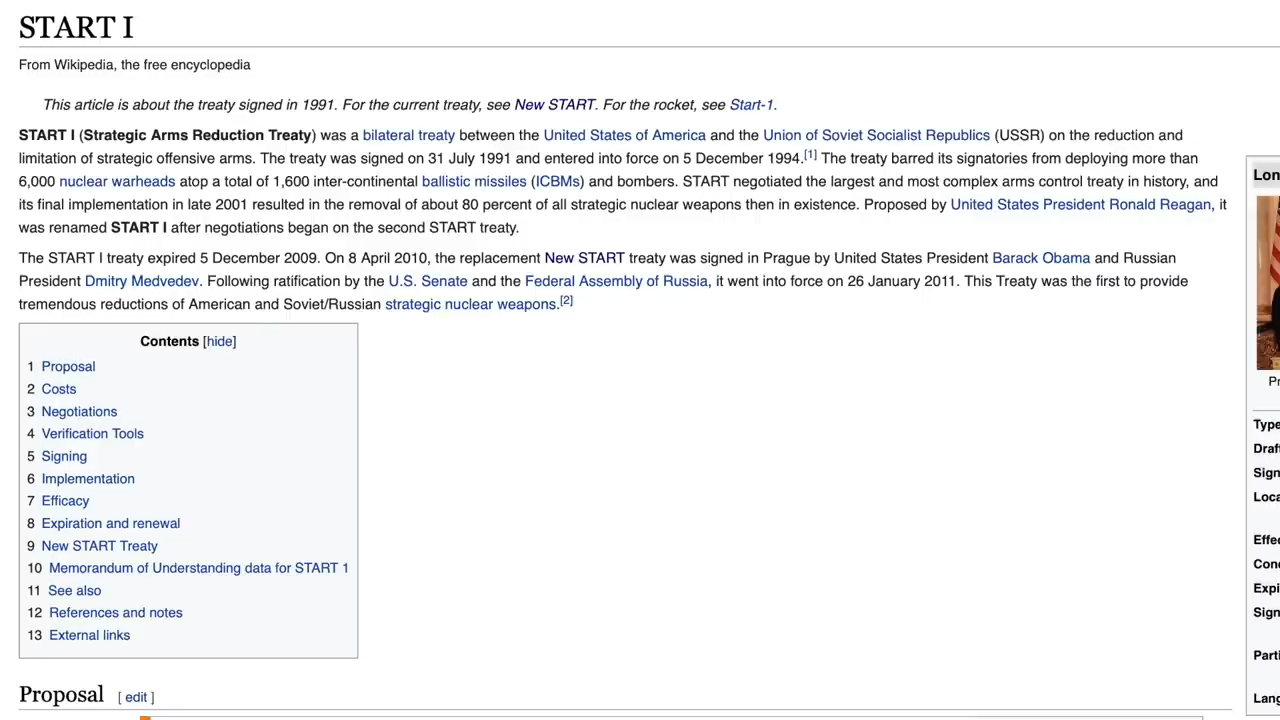 START I
From Wikipedia, the free encyclopedia
This article is about the treaty signed in 1991. For the current treaty, see New START. For the rocket, see Start-1.
START I (Strategic Arms Reduction Treaty) was a bilateral treaty between the United States of America and the Union of Soviet Socialist Republics (USSR) on the reduction and
limitation of strategic offensive arms. The treaty was signed on 31 July 1991 and entered into force on 5 December 1994.[1] The treaty barred its signatories from deploying more than
6,000 nuclear warheads atop a total of 1,600 inter-continental ballistic missiles (ICBMs) and bombers. START negotiated the largest and most complex arms control treaty in history, and
its final implementation in late 2001 resulted in the removal of about 80 percent of all strategic nuclear weapons then in existence. Proposed by United States President Ronald Reagan, it
was renamed START I after negotiations began on the second START treaty.
The START I treaty expired 5 December 2009. On 8 April 2010, the replacement New START treaty was signed in Prague by United States President Barack Obama and Russian
President Dmitry Medvedev. Following ratification by the U.S. Senate and the Federal Assembly of Russia, it went into force on 26 January 2011. This Treaty was the first to provide
tremendous reductions of American and Soviet/Russian strategic nuclear weapons.[2]
Contents [hide]
1 Proposal
2 Costs
3 Negotiations
4 Verification Tools
5 Signing
6 Implementation
7 Efficacy
8 Expiration and renewal
9 New START Treaty
10 Memorandum of Understanding data for START 1
11 See also
12 References and notes
13 External links
Proposal [ edit ]
Lon
Pr
Type
Draf
Sign
Loca
Effec
Cond
Expi
Sign
Parti
Lang